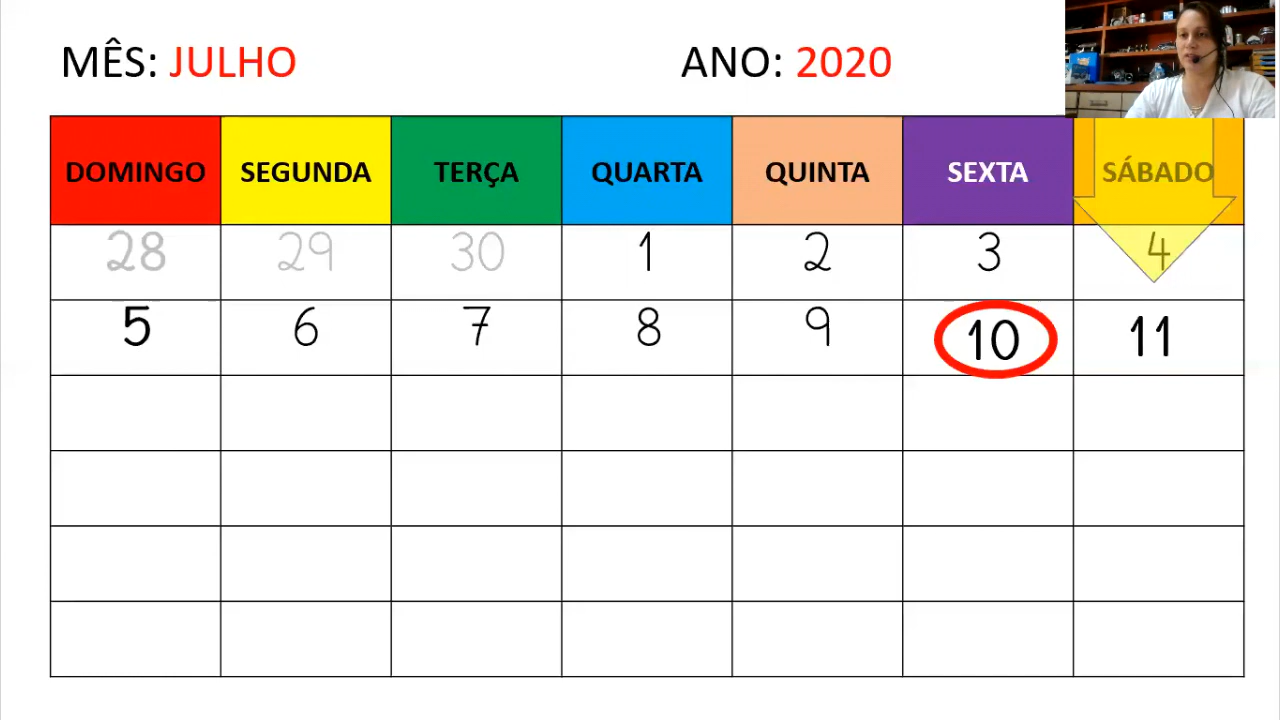 MÊS: JULHO ANO: 2020
DOMINGO SEGUNDA TERÇA QUARTA QUINTA SEXTA SÁBADO
28 29 30 1 2 3 4
5 6 7 8 9 10 11